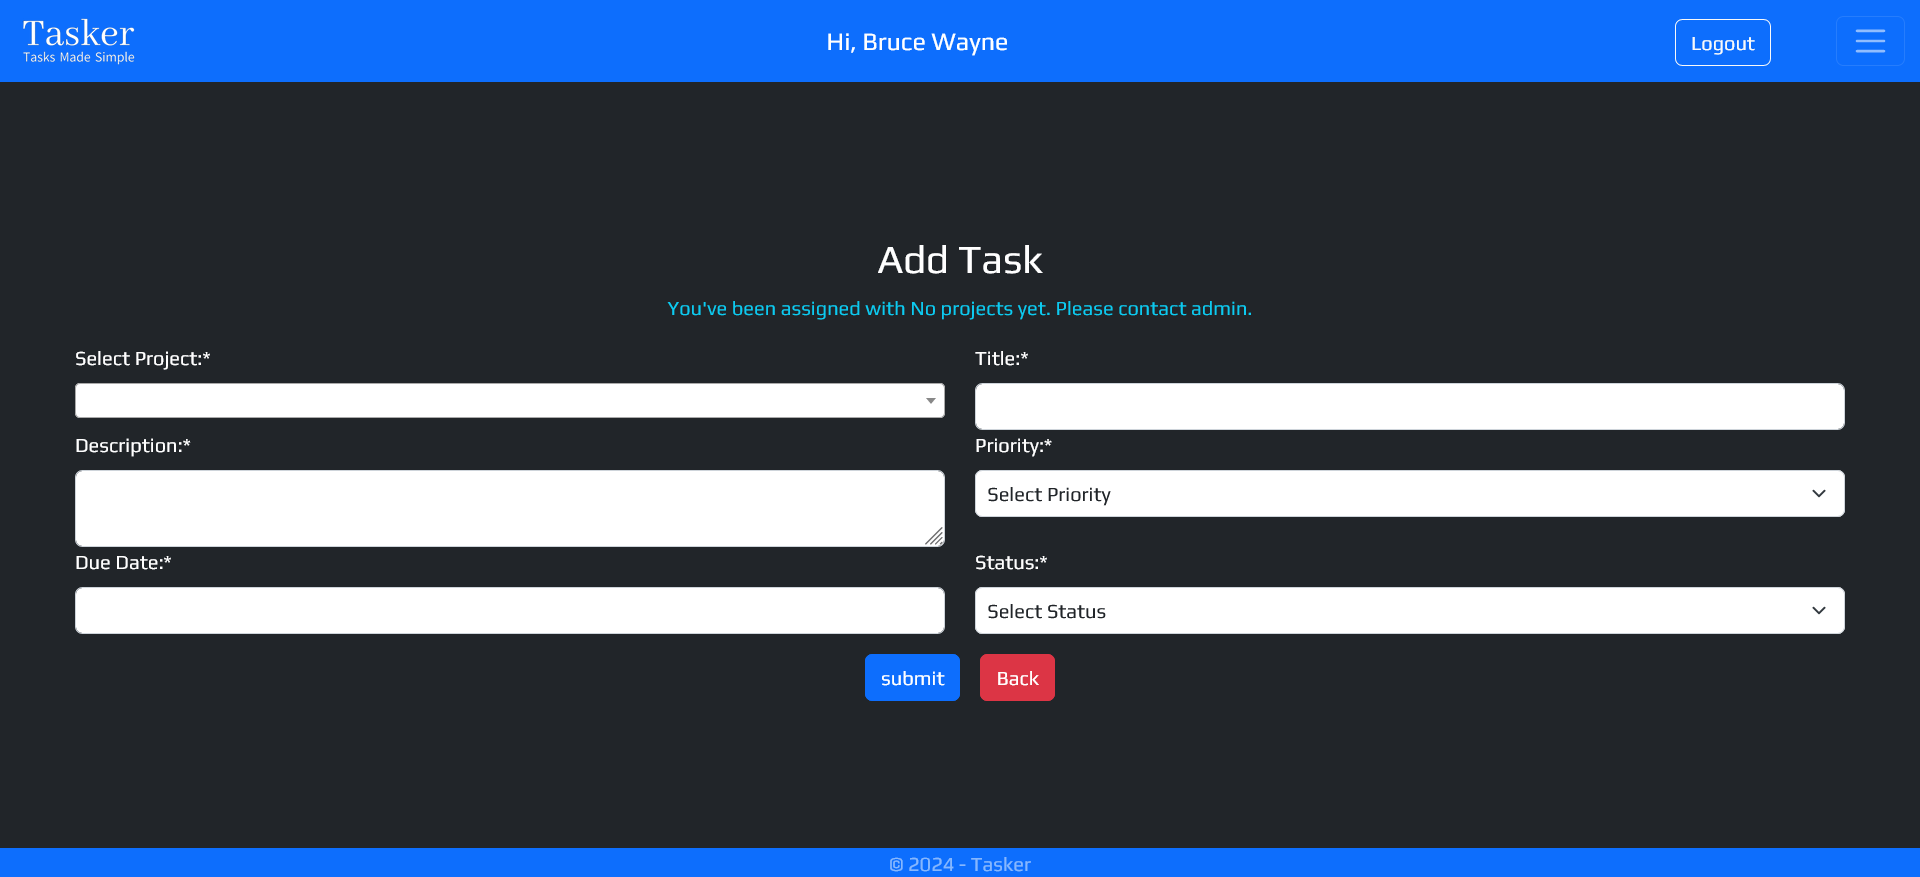 Tasker
Tasks Made Simple
Hi, Bruce Wayne
Logout
Add Task
You've been assigned with No projects yet. Please contact admin.
Select Project:*
Title:*
Description:*
Priority:*
Select Priority
Due Date:*
Status:*
Select Status
submit
Back
© 2024 - Tasker